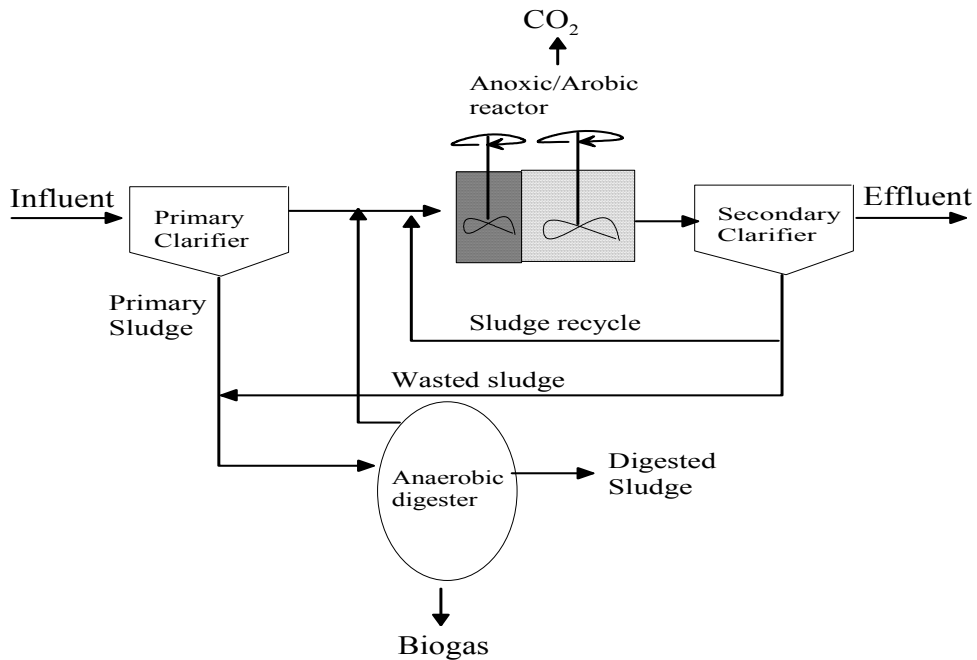 CO₂
Anoxic/Arobic
reactor
Influent
Primary
Clarifier
Secondary
Clarifier
Effluent
Primary
Sludge
Sludge recycle
Wasted sludge
Anaerobic
digester
Digested
Sludge
Biogas